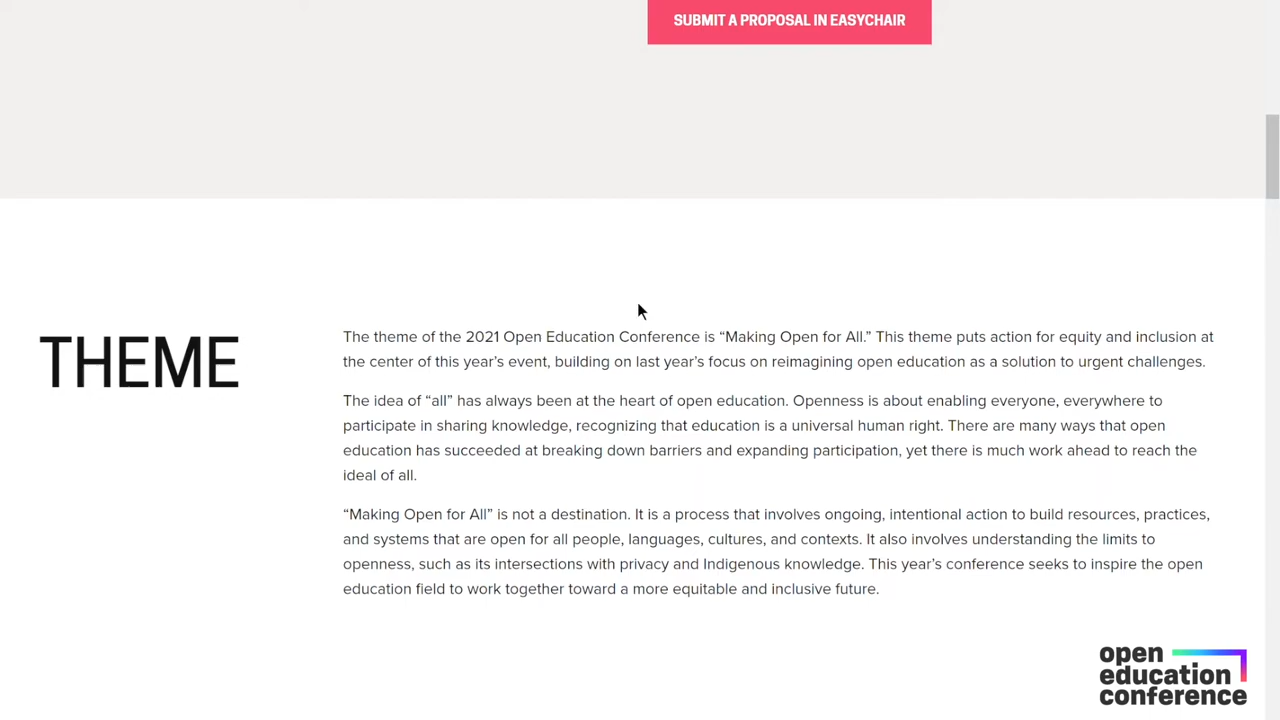 SUBMIT A PROPOSAL IN EASYCHAIR
THEME
The theme of the 2021 Open Education Conference is “Making Open for All.” This theme puts action for equity and inclusion at
the center of this year’s event, building on last year’s focus on reimagining open education as a solution to urgent challenges.
The idea of “all” has always been at the heart of open education. Openness is about enabling everyone, everywhere to
participate in sharing knowledge, recognizing that education is a universal human right. There are many ways that open
education has succeeded at breaking down barriers and expanding participation, yet there is much work ahead to reach the
ideal of all.
“Making Open for All” is not a destination. It is a process that involves ongoing, intentional action to build resources, practices,
and systems that are open for all people, languages, cultures, and contexts. It also involves understanding the limits to
openness, such as its intersections with privacy and Indigenous knowledge. This year’s conference seeks to inspire the open
education field to work together toward a more equitable and inclusive future.
open
education
conference